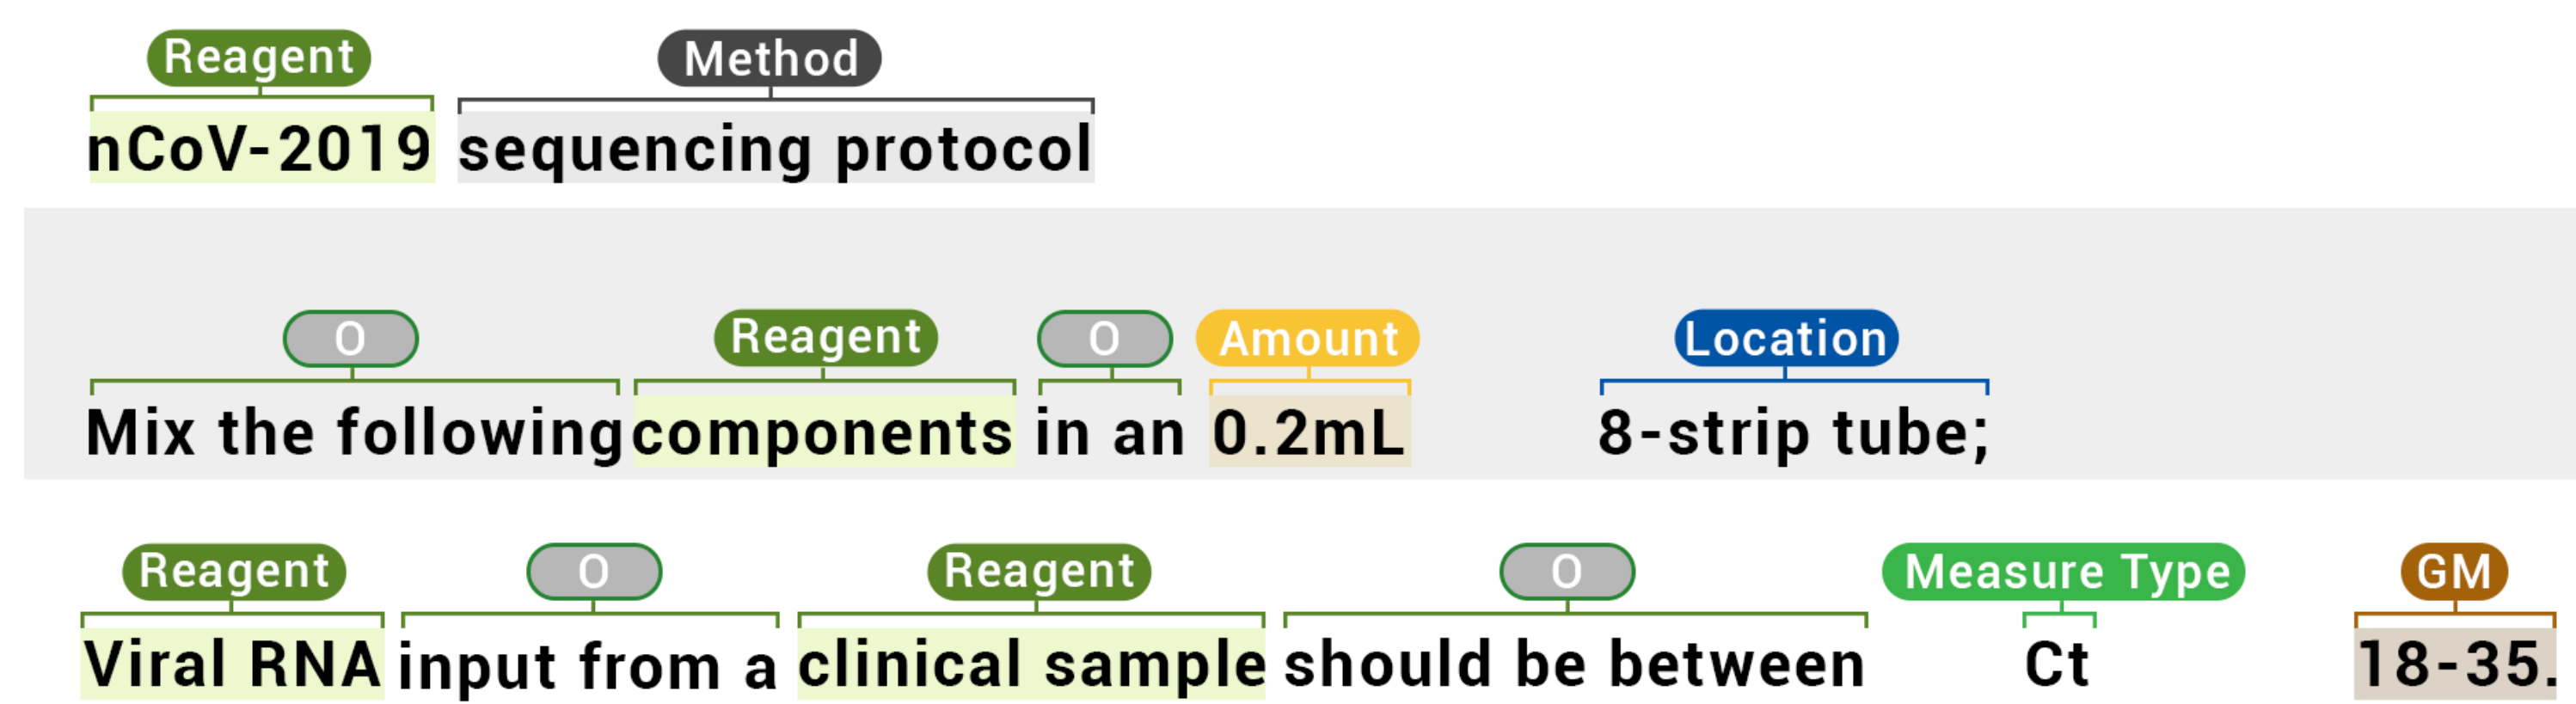 Reagent Method
nCoV-2019 sequencing protocol
O Reagent O Amount Location
Mix the following components in an 0.2mL 8-strip tube;
Reagent O Reagent O Measure Type GM
Viral RNA input from a clinical sample should be between Ct 18-35.